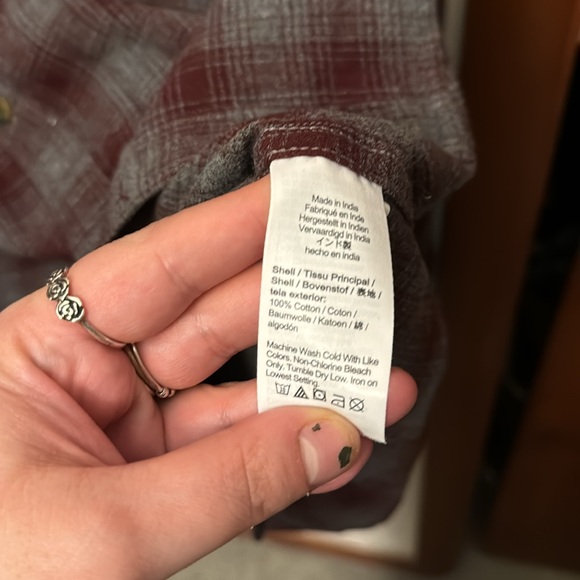 Made in India
Fabriqué en Inde
Hergestellt in Indien
Vervaardigd in India
インド製
hecho en India
Shell / Tissu Principal /
Shell / Bovenstof / 表地 /
tela exterior:
100% Cotton / Coton /
Baumwolle / Katoen / 綿 /
algodón
Machine Wash Cold With Like
Colors. Non-Chlorine Bleach
Only. Tumble Dry Low. Iron on
Lowest Setting.